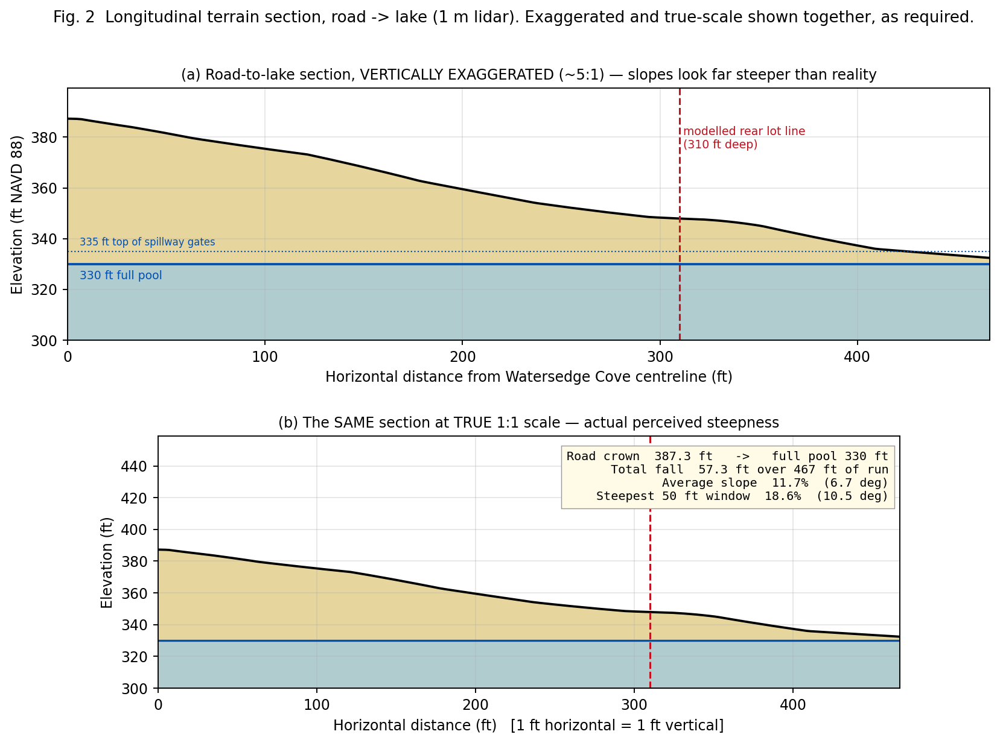 Fig. 2  Longitudinal terrain section, road -> lake (1 m lidar). Exaggerated and true-scale shown together, as required.
(a) Road-to-lake section, VERTICALLY EXAGGERATED (~5:1) — slopes look far steeper than reality
Elevation (ft NAVD 88)
380
360
340
320
300
modelled rear lot line
(310 ft deep)
335 ft top of spillway gates
330 ft full pool
0
100
200
300
400
Horizontal distance from Watersedge Cove centreline (ft)
(b) The SAME section at TRUE 1:1 scale — actual perceived steepness
Elevation (ft)
440
420
400
380
360
340
320
300
Road crown  387.3 ft   ->   full pool 330 ft
Total fall  57.3 ft over 467 ft of run
Average slope  11.7%  (6.7 deg)
Steepest 50 ft window  18.6%  (10.5 deg)
0
100
200
300
400
Horizontal distance (ft)   [1 ft horizontal = 1 ft vertical]